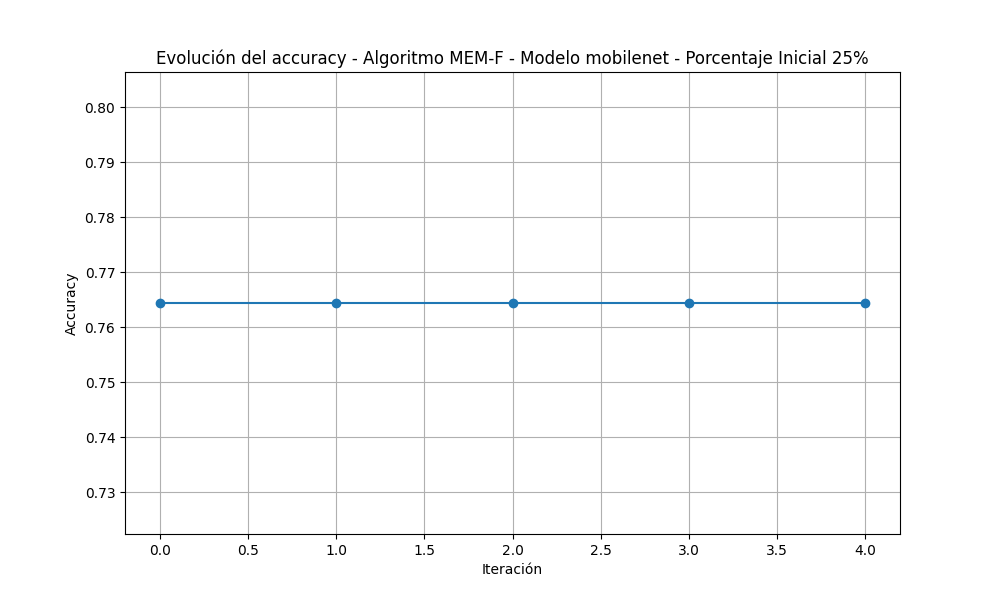 Evolución del accuracy - Algoritmo MEM-F - Modelo mobilenet - Porcentaje Inicial 25%
0.80
0.79
0.78
0.77
0.76
0.75
0.74
0.73
Accuracy
0.0 0.5 1.0 1.5 2.0 2.5 3.0 3.5 4.0
Iteración